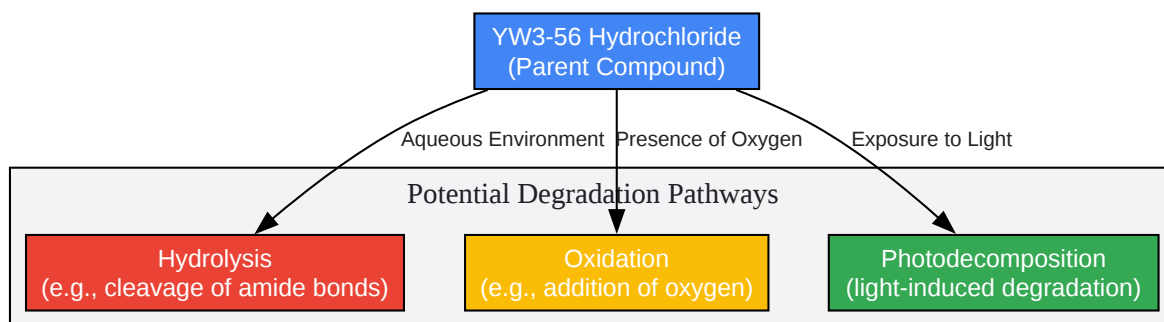 YW3-56 Hydrochloride
(Parent Compound)
Aqueous Environment
Presence of Oxygen
Exposure to Light
Potential Degradation Pathways
Hydrolysis
(e.g., cleavage of amide bonds)
Oxidation
(e.g., addition of oxygen)
Photodecomposition
(light-induced degradation)